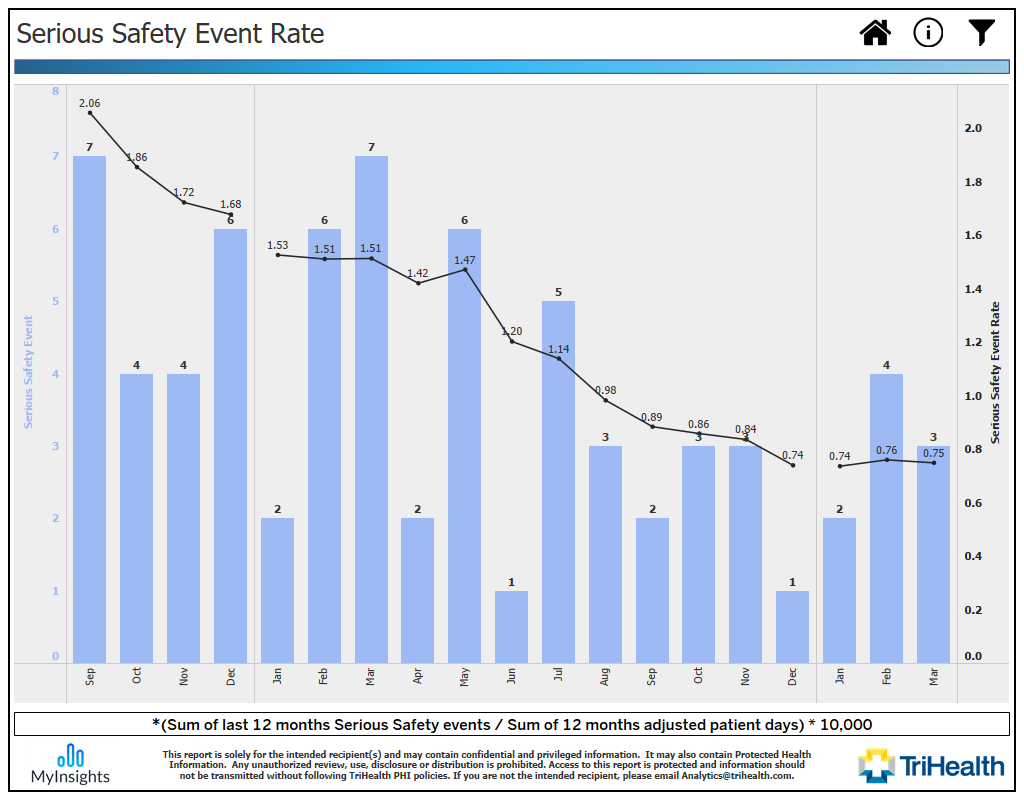 Serious Safety Event Rate
8
7
6
5
4
3
2
1
0
Serious Safety Event
2.06
1.86
1.72
1.68
1.53
1.51
1.51
1.42
1.47
1.20
1.14
0.98
0.89
0.86
0.84
0.74
0.74
0.76
0.75
7
4
4
6
2
6
7
2
6
1
5
3
2
3
3
1
2
4
3
2.0
1.8
1.6
1.4
1.2
1.0
0.8
0.6
0.4
0.2
0.0
Serious Safety Event Rate
Sep
Oct
Nov
Dec
Jan
Feb
Mar
Apr
May
Jun
Jul
Aug
Sep
Oct
Nov
Dec
Jan
Feb
Mar
*(Sum of last 12 months Serious Safety events / Sum of 12 months adjusted patient days) * 10,000
MyInsights
This report is solely for the intended recipient(s) and may contain confidential and privileged information. It may also contain Protected Health
Information. Any unauthorized review, use, disclosure or distribution is prohibited. Access to this report is protected and information should
not be transmitted without following TriHealth PHI policies. If you are not the intended recipient, please email Analytics@trihealth.com.
TriHealth